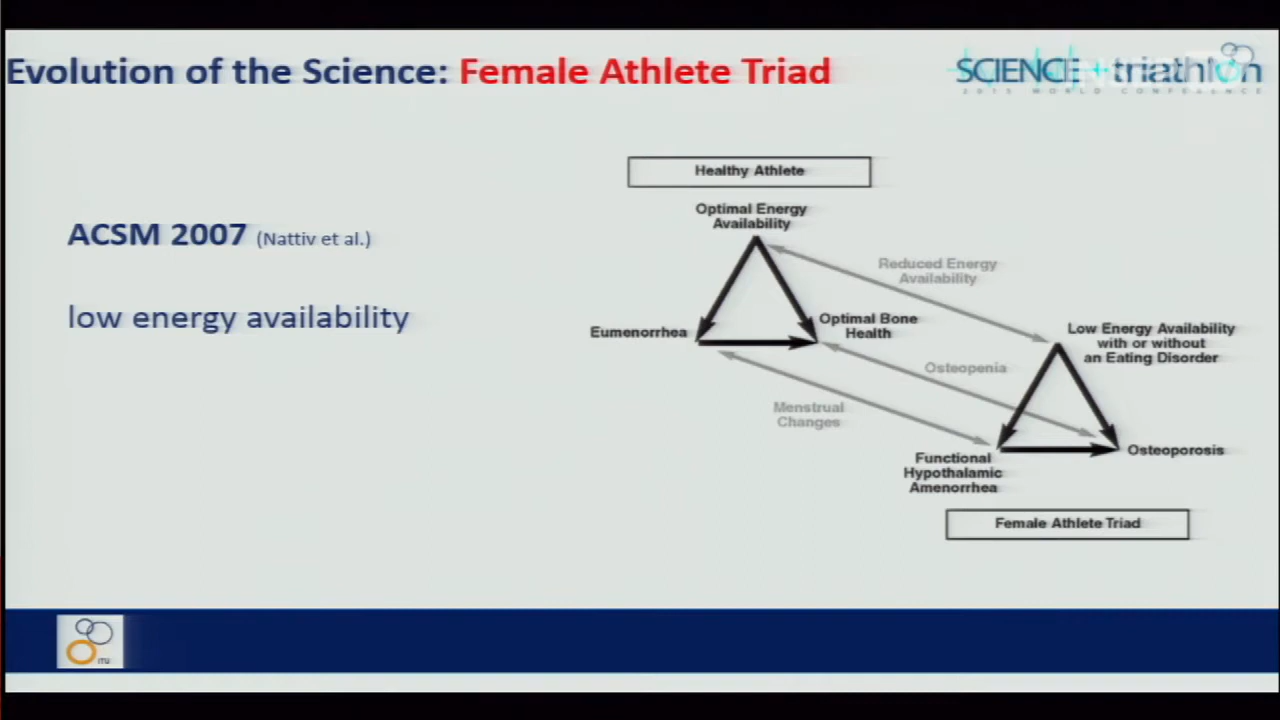 Evolution of the Science: Female Athlete Triad
SCIENCE + triathlon
2015 WORLD CONFERENCE
ACSM 2007 (Nattiv et al.)
low energy availability
Healthy Athlete
Optimal Energy
Availability
Reduced Energy
Availability
Eumenorrhea
Optimal Bone
Health
Low Energy Availability
with or without
an Eating Disorder
Osteopenia
Menstrual
Changes
Functional
Hypothalamic
Amenorrhea
Osteoporosis
Female Athlete Triad
ITU